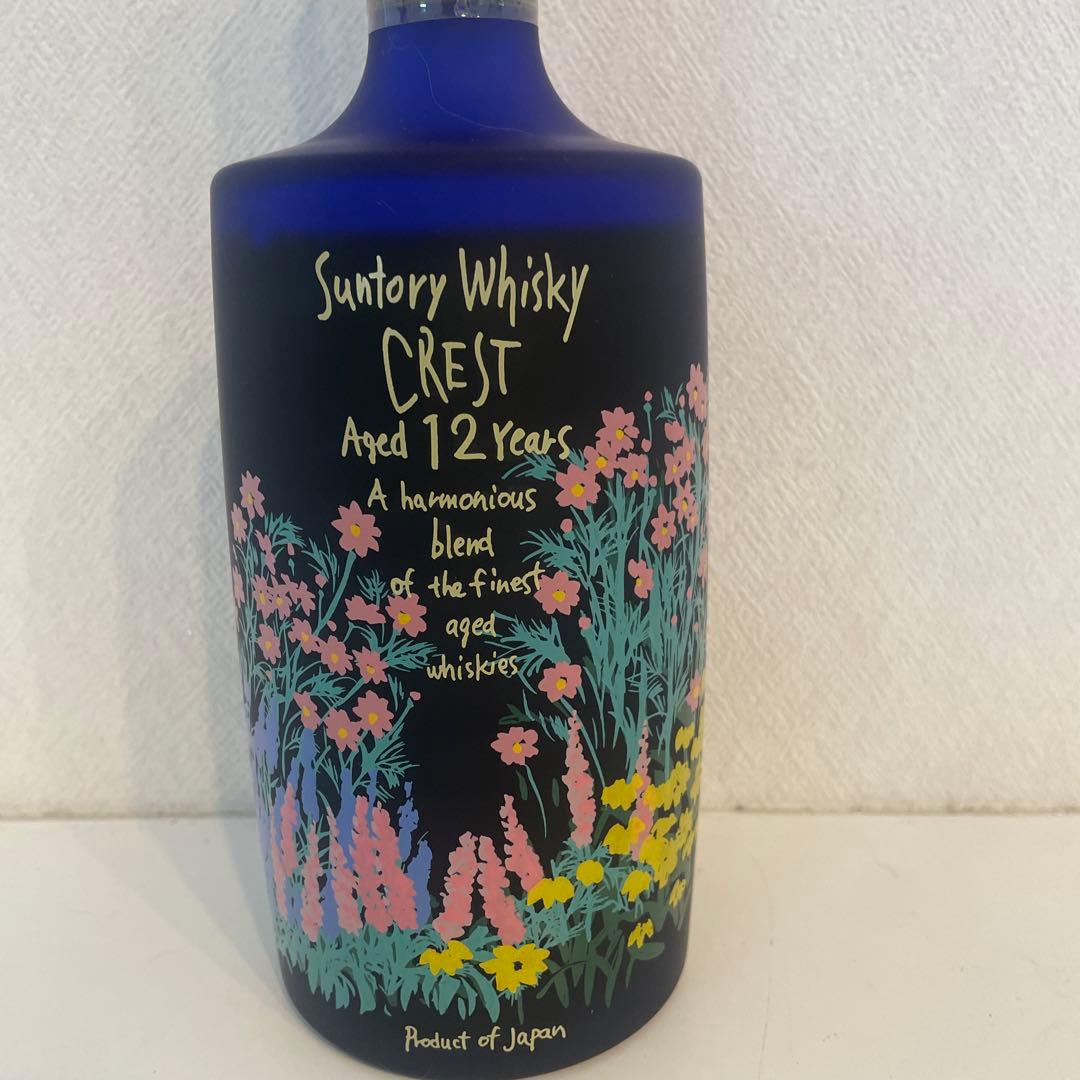 Suntory Whisky
CREST
Aged 12 Years
A harmonious
blend
of the finest
aged
whiskies
Product of Japan